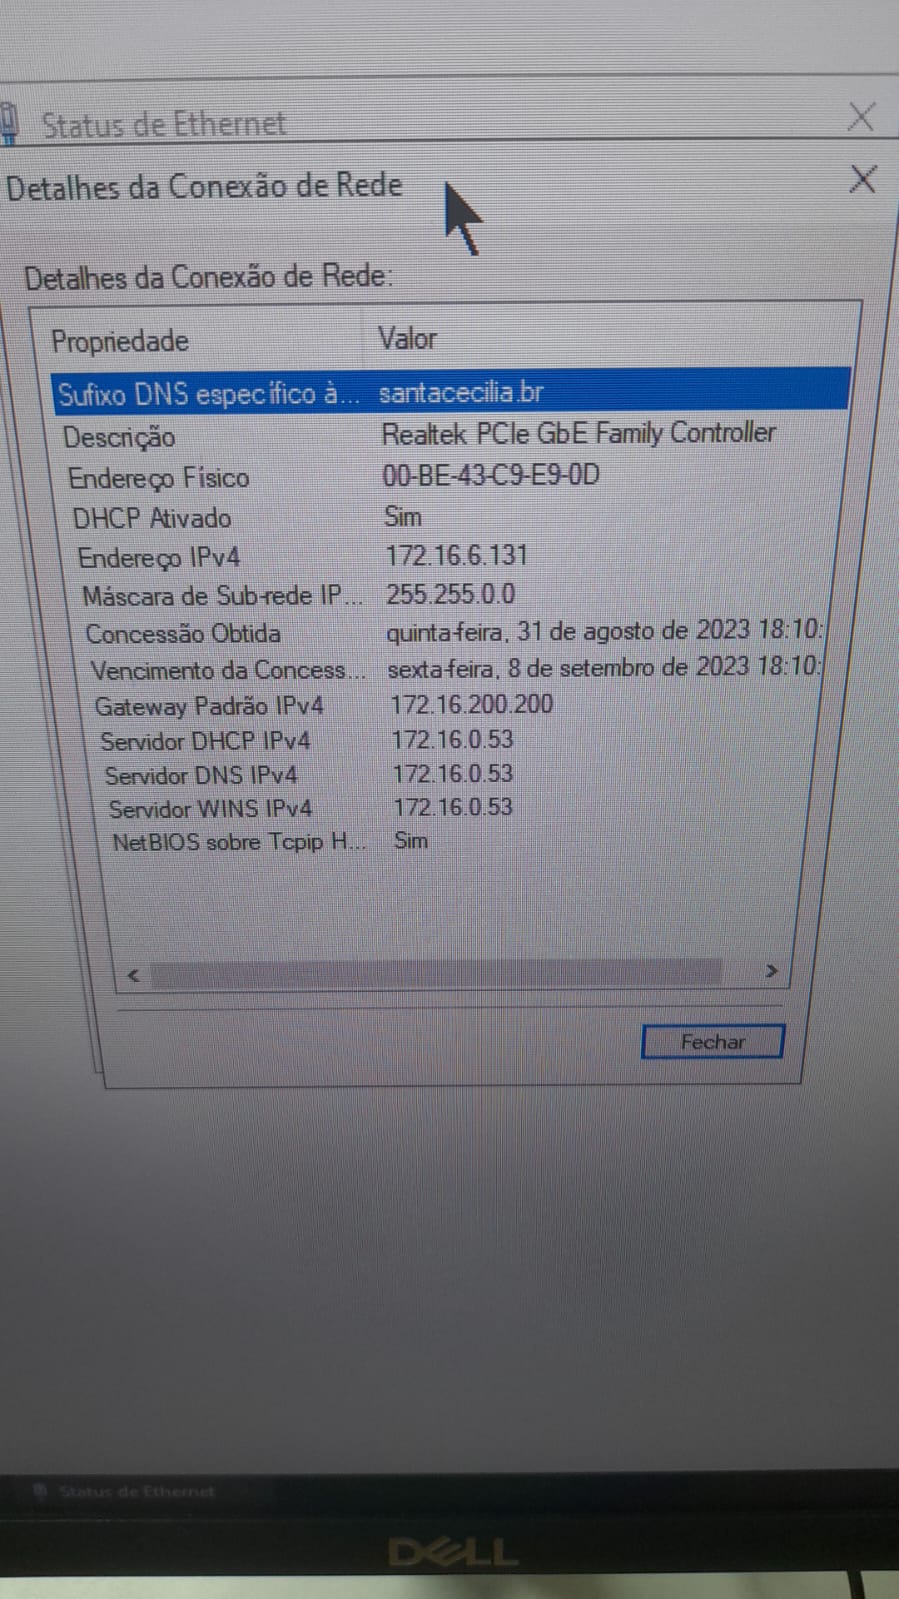 Status de Ethernet
Detalhes da Conexão de Rede
Detalhes da Conexão de Rede:
Propriedade Valor
Sufixo DNS específico à... santacecilia.br
Descrição Realtek PCIe GbE Family Controller
Endereço Físico 00-BE-43-C9-E9-0D
DHCP Ativado Sim
Endereço IPv4 172.16.6.131
Máscara de Sub-rede IP... 255.255.0.0
Concessão Obtida quinta-feira, 31 de agosto de 2023 18:10:
Vencimento da Concess... sexta-feira, 8 de setembro de 2023 18:10:
Gateway Padrão IPv4 172.16.200.200
Servidor DHCP IPv4 172.16.0.53
Servidor DNS IPv4 172.16.0.53
Servidor WINS IPv4 172.16.0.53
NetBIOS sobre Tcpip H... Sim
Fechar
Status de Ethernet
DELL